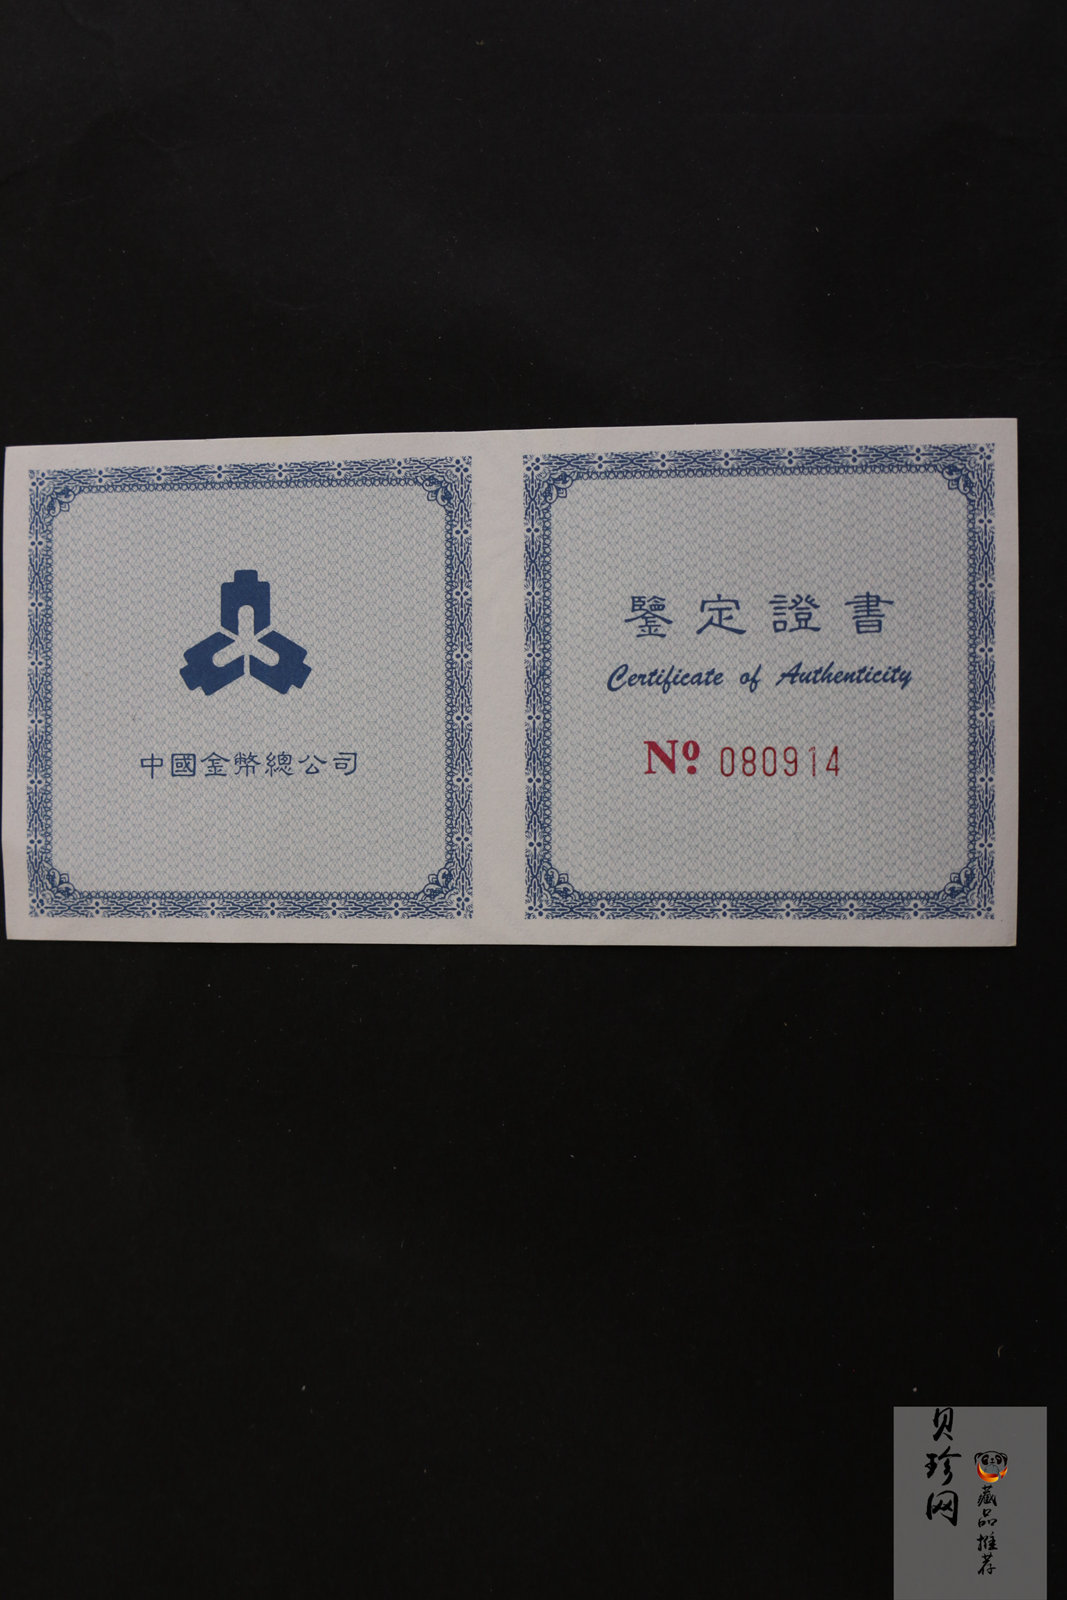 中國金幣總公司
鑒定證書
Certificate of Authenticity
Nº 080914
贝珍网
藏品推荐